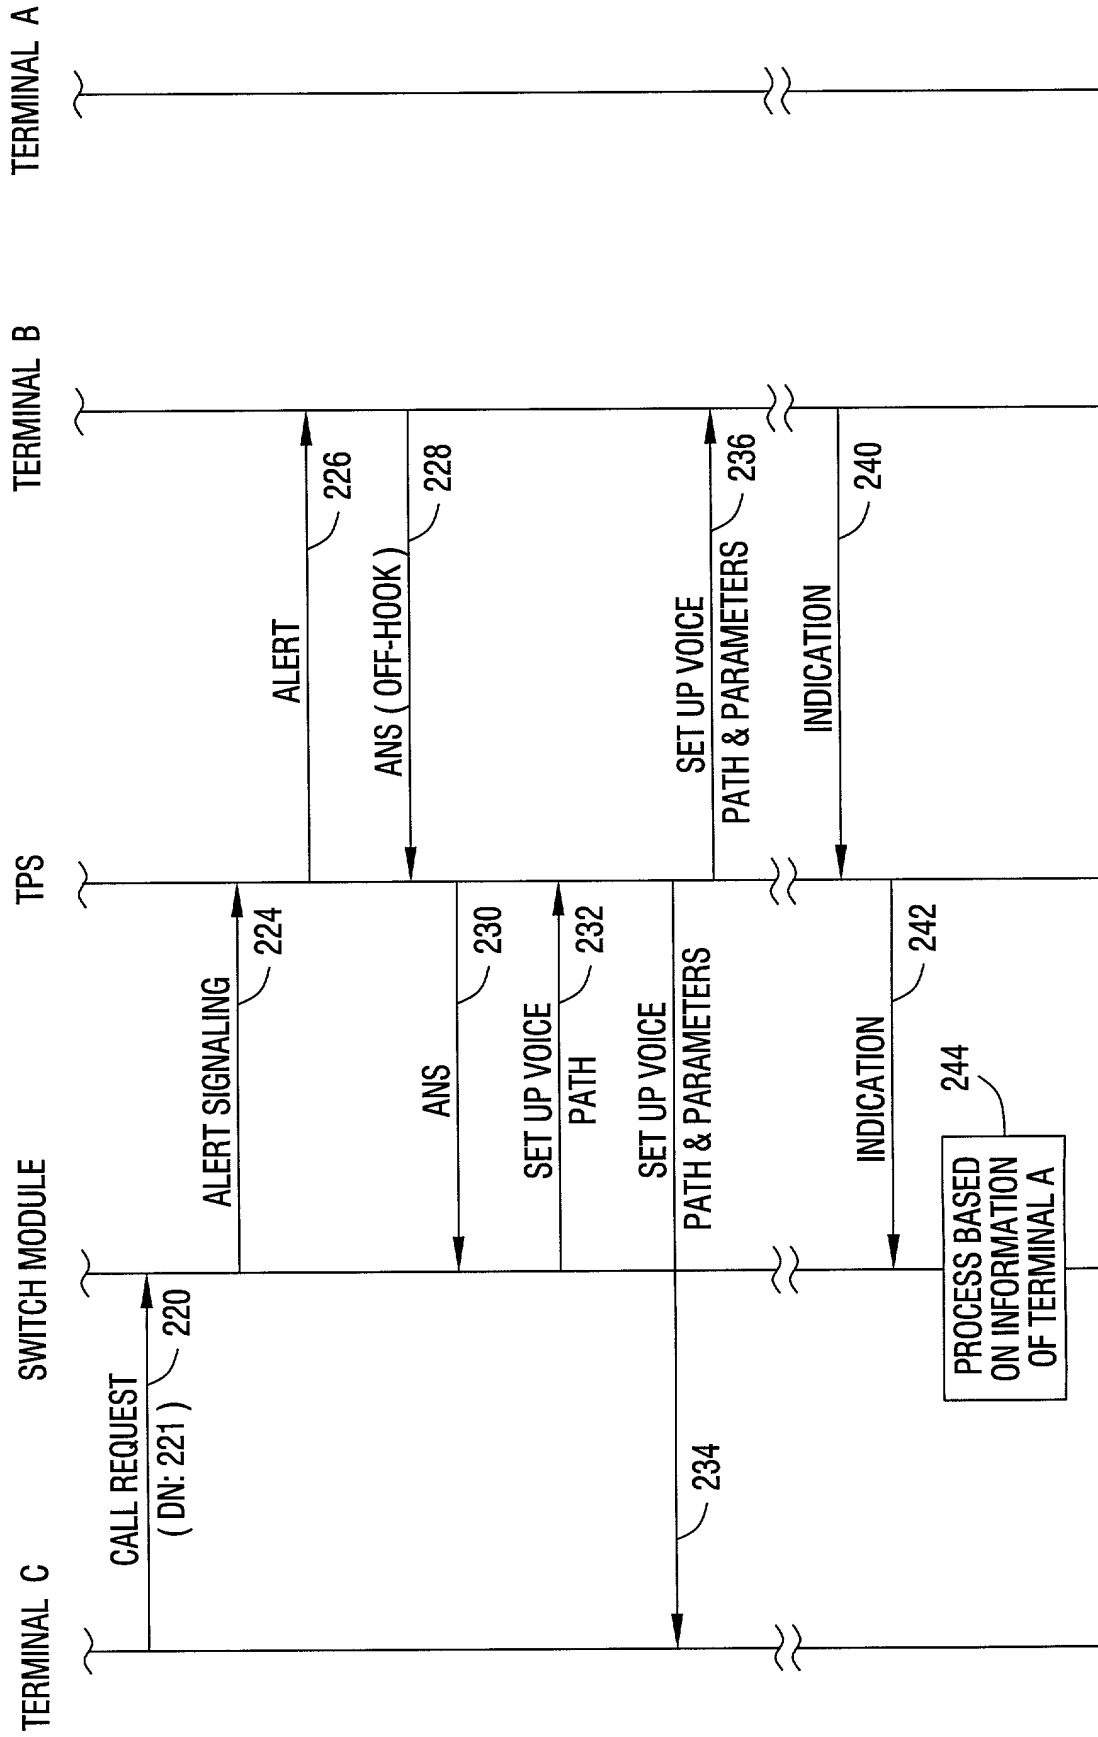 TERMINAL C
SWITCH MODULE
TPS
TERMINAL B
TERMINAL A
CALL REQUEST
( DN: 221 )
220
ALERT SIGNALING
224
ALERT
226
ANS ( OFF-HOOK )
228
ANS
230
SET UP VOICE
PATH
232
SET UP VOICE
PATH & PARAMETERS
234
SET UP VOICE
PATH & PARAMETERS
236
INDICATION
240
INDICATION
242
PROCESS BASED
ON INFORMATION
OF TERMINAL A
244